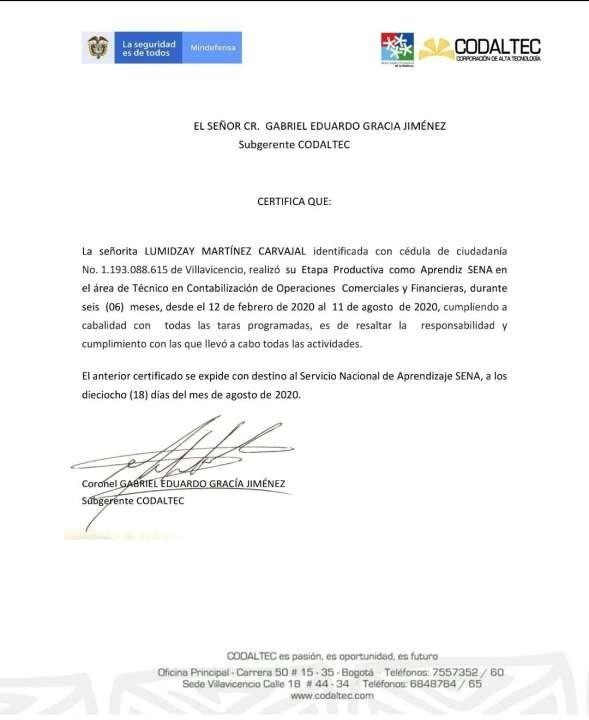 La seguridad
es de todos
Mindefensa
CODALTEC
CORPORACIÓN DE ALTA TECNOLOGÍA
EL SEÑOR CR. GABRIEL EDUARDO GRACIA JIMÉNEZ
Subgerente CODALTEC
CERTIFICA QUE:
La señorita LUMIDZAY MARTÍNEZ CARVAJAL identificada con cédula de ciudadanía
No. 1.193.088.615 de Villavicencio, realizó su Etapa Productiva como Aprendiz SENA en
el área de Técnico en Contabilización de Operaciones Comerciales y Financieras, durante
seis (06) meses, desde el 12 de febrero de 2020 al 11 de agosto de 2020, cumpliendo a
cabalidad con todas las taras programadas, es de resaltar la responsabilidad y
cumplimiento con las que llevó a cabo todas las actividades.
El anterior certificado se expide con destino al Servicio Nacional de Aprendizaje SENA, a los
dieciocho (18) días del mes de agosto de 2020.
Coronel GABRIEL EDUARDO GRACÍA JIMÉNEZ
Subgerente CODALTEC
CODALTEC es pasión, es oportunidad, es futuro
Oficina Principal - Carrera 50 # 15 - 35 - Bogotá - Teléfonos: 7557352 / 60
Sede Villavicencio Calle 18 # 44 - 34 Teléfonos: 6848764 / 65
www.codaltec.com